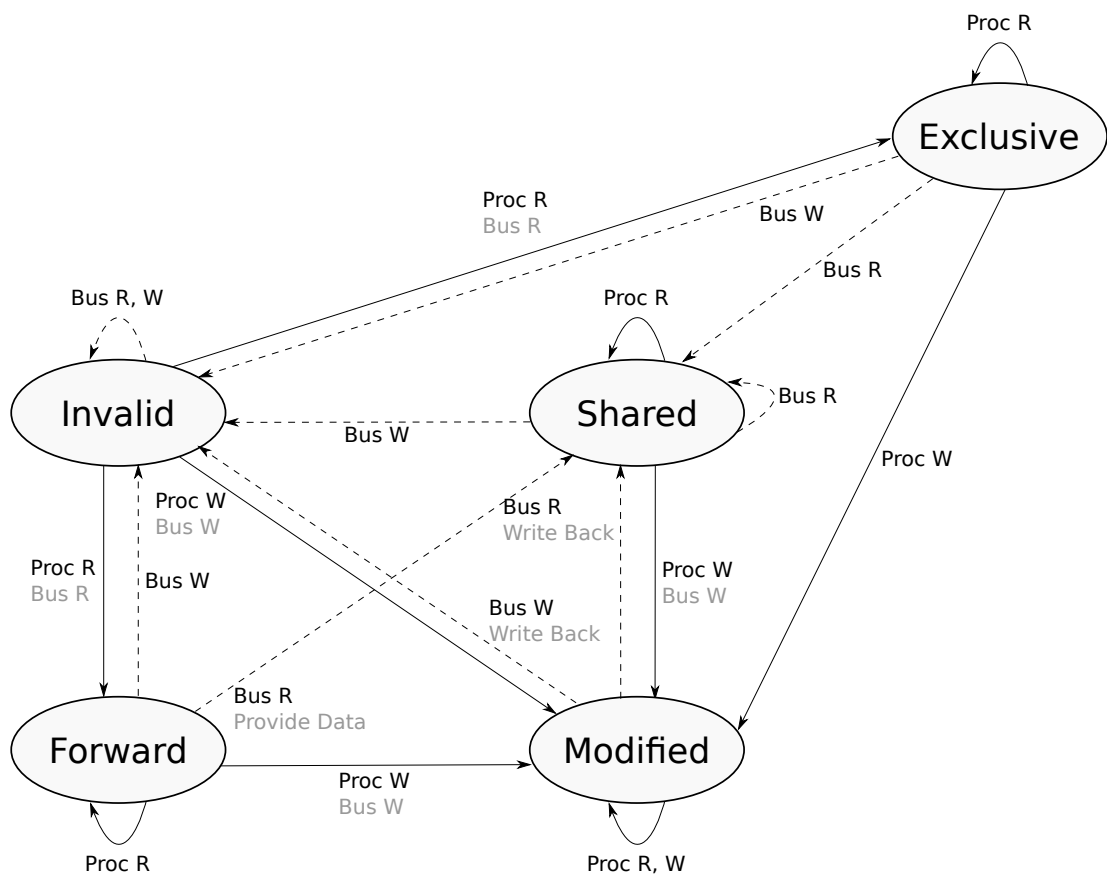 Proc R
Exclusive
Proc R
Bus R
Bus W
Bus R
Bus R, W
Proc R
Invalid
Shared
Bus R
Bus W
Proc W
Proc W
Bus W
Bus R
Write Back
Proc R
Bus R
Bus W
Proc W
Bus W
Bus W
Write Back
Bus R
Provide Data
Forward
Modified
Proc W
Bus W
Proc R
Proc R, W